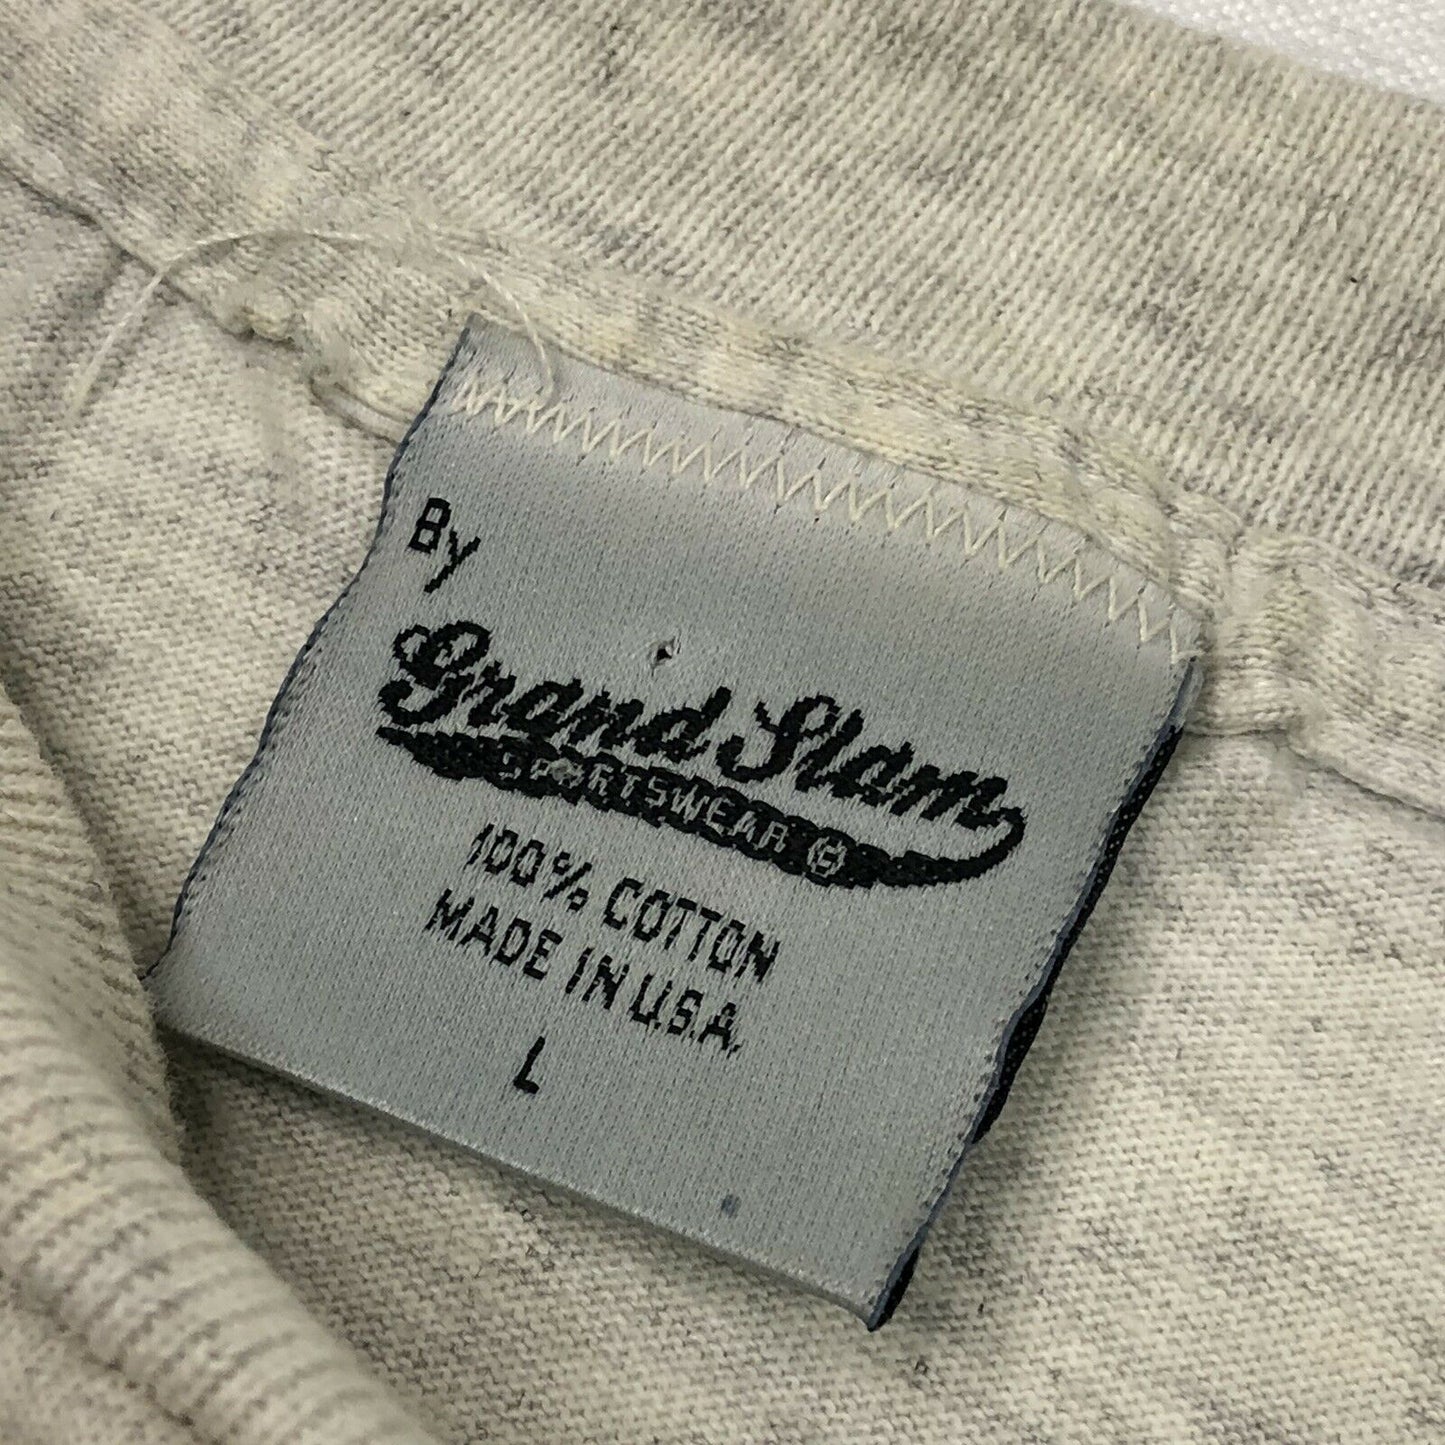 By
Grand Slam
SPORTSWEAR ®
100% COTTON
MADE IN U.S.A.
L